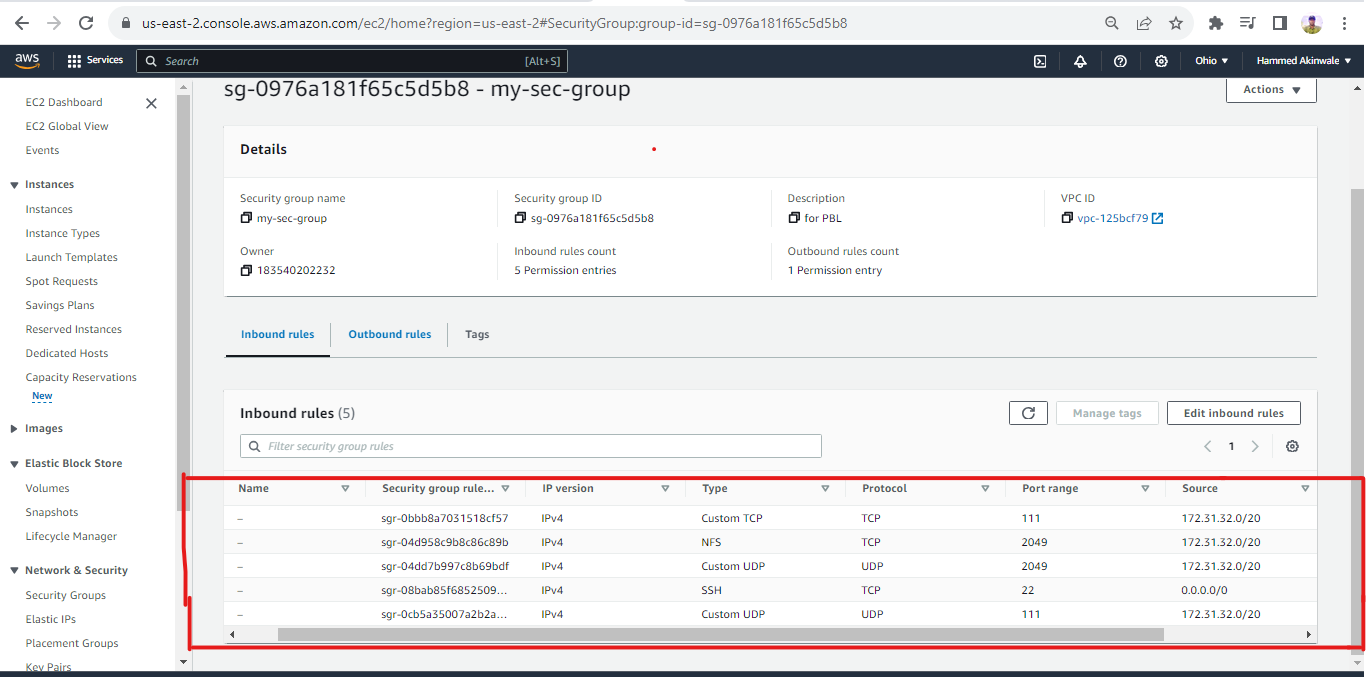 us-east-2.console.aws.amazon.com/ec2/home?region=us-east-2#SecurityGroup:group-id=sg-0976a181f65c5d5b8
aws Services Search [Alt+S] Ohio ▼ Hammed Akinwale ▼
EC2 Dashboard
EC2 Global View
Events
Instances
Instances
Instance Types
Launch Templates
Spot Requests
Savings Plans
Reserved Instances
Dedicated Hosts
Capacity Reservations
New
Images
Elastic Block Store
Volumes
Snapshots
Lifecycle Manager
Network & Security
Security Groups
Elastic IPs
Placement Groups
Key Pairs
sg-0976a181f65c5d5b8 - my-sec-group
Actions ▼
Details
Security group name Security group ID Description VPC ID
my-sec-group sg-0976a181f65c5d5b8 for PBL vpc-125bcf79
Owner Inbound rules count Outbound rules count
183540202232 5 Permission entries 1 Permission entry
Inbound rules Outbound rules Tags
Inbound rules (5) Manage tags Edit inbound rules
Filter security group rules 1
Name Security group rule... IP version Type Protocol Port range Source
– sgr-0bbb8a7031518cf57 IPv4 Custom TCP TCP 111 172.31.32.0/20
– sgr-04d958c9b8c86c89b IPv4 NFS TCP 2049 172.31.32.0/20
– sgr-04dd7b997c8b69bdf IPv4 Custom UDP UDP 2049 172.31.32.0/20
– sgr-08bab85f6852509... IPv4 SSH TCP 22 0.0.0.0/0
– sgr-0cb5a35007a2b2a... IPv4 Custom UDP UDP 111 172.31.32.0/20